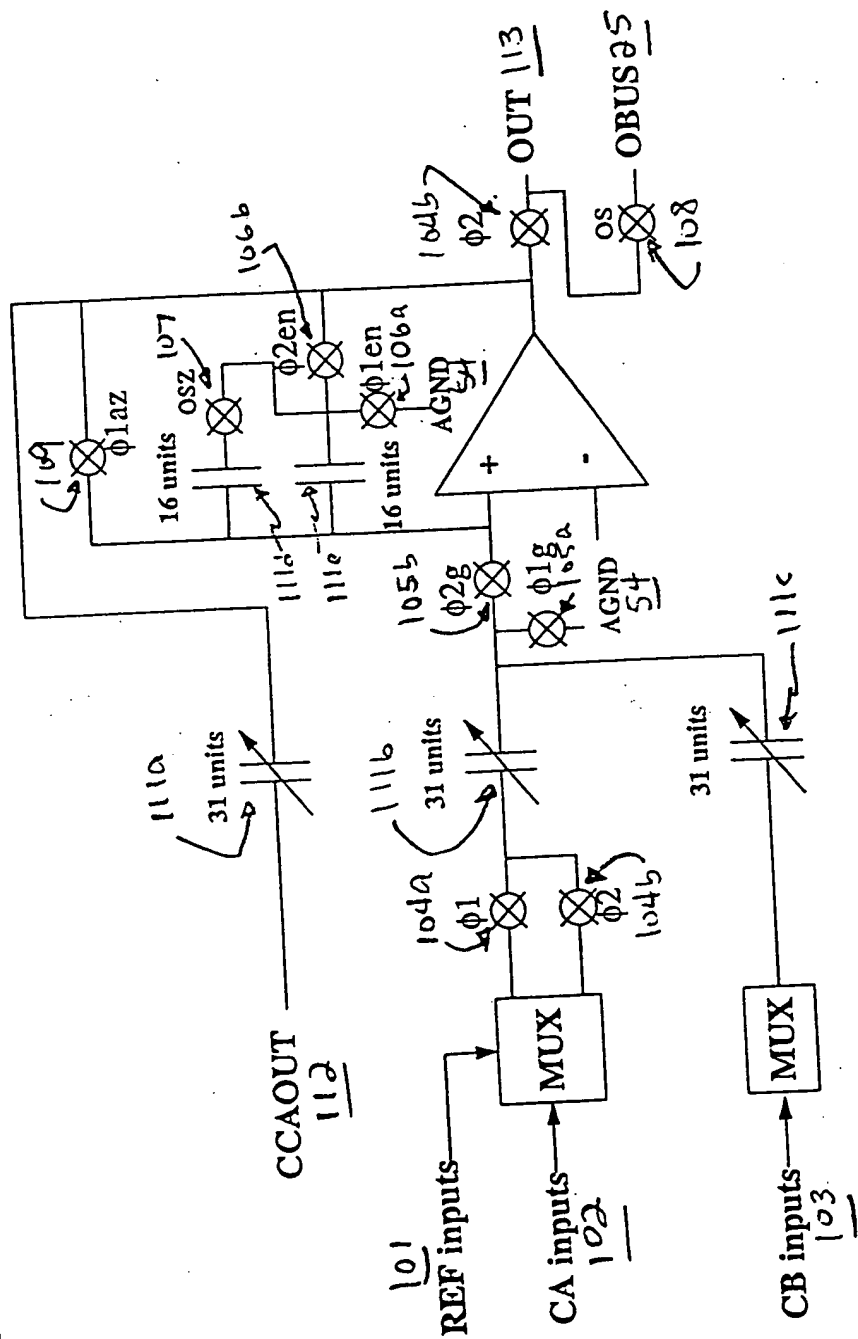 CCAOUT
112
111a
31 units
109
ϕ1az
16 units
osz
107
111d
111e
16 units
ϕ2en
106b
ϕ1en
106a
AGND
54
104b
ϕ2
OUT 113
OBUS 25
os
108
101
REF inputs
CA inputs
102
MUX
104a
ϕ1
ϕ2
104b
111b
31 units
105b
ϕ2g
ϕ1g
105a
AGND
54
+
-
CB inputs
103
MUX
31 units
111c